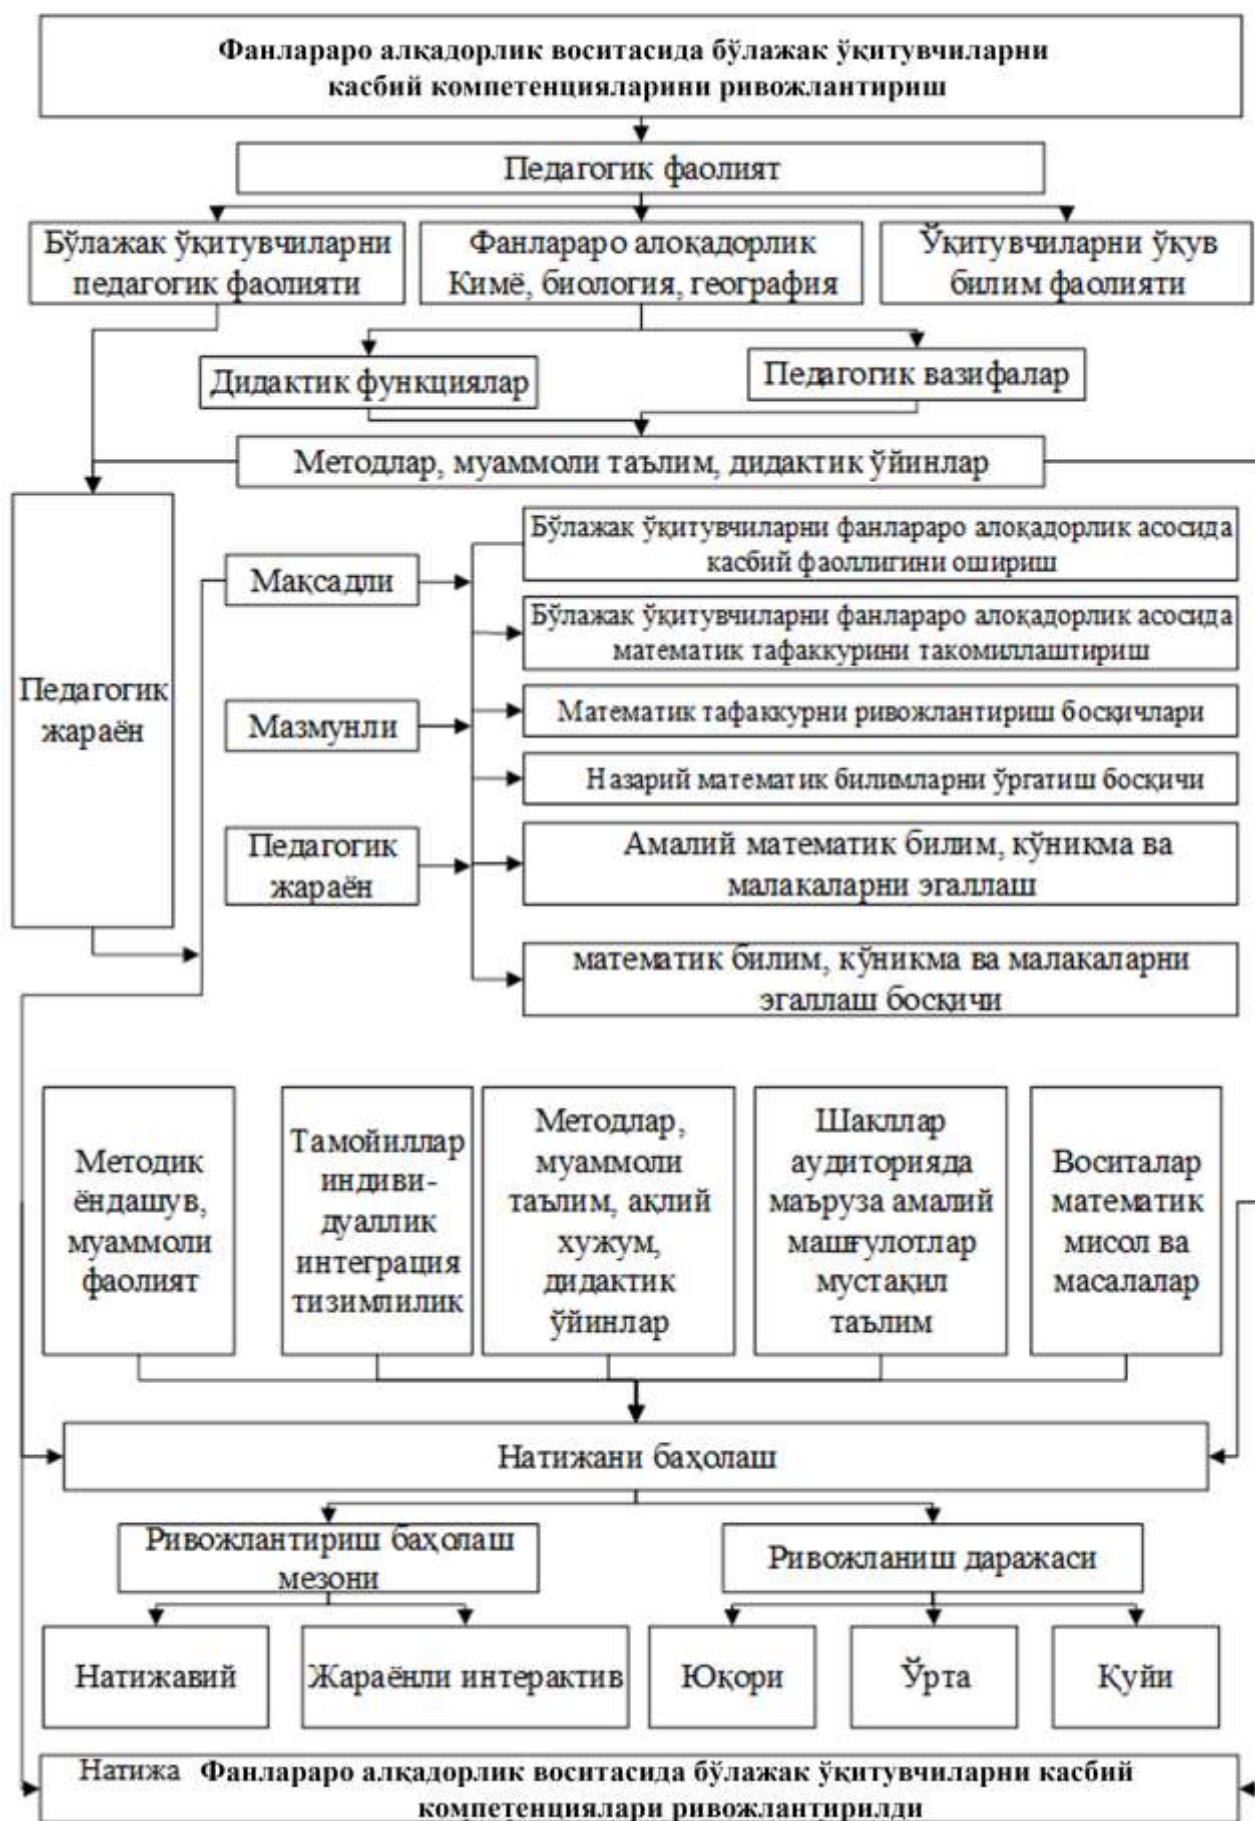 Фанлараро алқадорлик воситасида бўлажак ўқитувчиларни
касбий компетенцияларини ривожлантириш
Педагогик фаолият
Бўлажак ўқитувчиларни
педагогик фаолияти
Фанлараро алоқадорлик
Кимё, биология, география
Ўқитувчиларни ўқув
билим фаолияти
Дидактик функциялар
Педагогик вазифалар
Методлар, муаммоли таълим, дидактик ўйинлар
Педагогик
жараён
Мақсадли
Мазмунли
Педагогик
жараён
Бўлажак ўқитувчиларни фанлараро алоқадорлик асосида
касбий фаоллигини ошириш
Бўлажак ўқитувчиларни фанлараро алоқадорлик асосида
математик тафаккурини такомиллаштириш
Математик тафаккурни ривожлантириш босқичлари
Назарий математик билимларни ўргатиш босқичи
Амалий математик билим, кўникма ва
малакаларни эгаллаш
математик билим, кўникма ва малакаларни
эгаллаш босқичи
Методик
ёндашув,
муаммоли
фаолият
Тамойиллар
индиви-
дуаллик
интеграция
тизимлилик
Методлар,
муаммоли
таълим, ақлий
хужум,
дидактик
ўйинлар
Шакллар
аудиторияда
маъруза амалий
машғулотлар
мустақил
таълим
Воситалар
математик
мисол ва
масалалар
Натижани баҳолаш
Ривожлантириш баҳолаш
мезони
Ривожланиш даражаси
Натижавий
Жараёнли интерактив
Юқори
Ўрта
Қуйи
Натижа Фанлараро алқадорлик воситасида бўлажак ўқитувчиларни касбий
компетенциялари ривожлантирилди